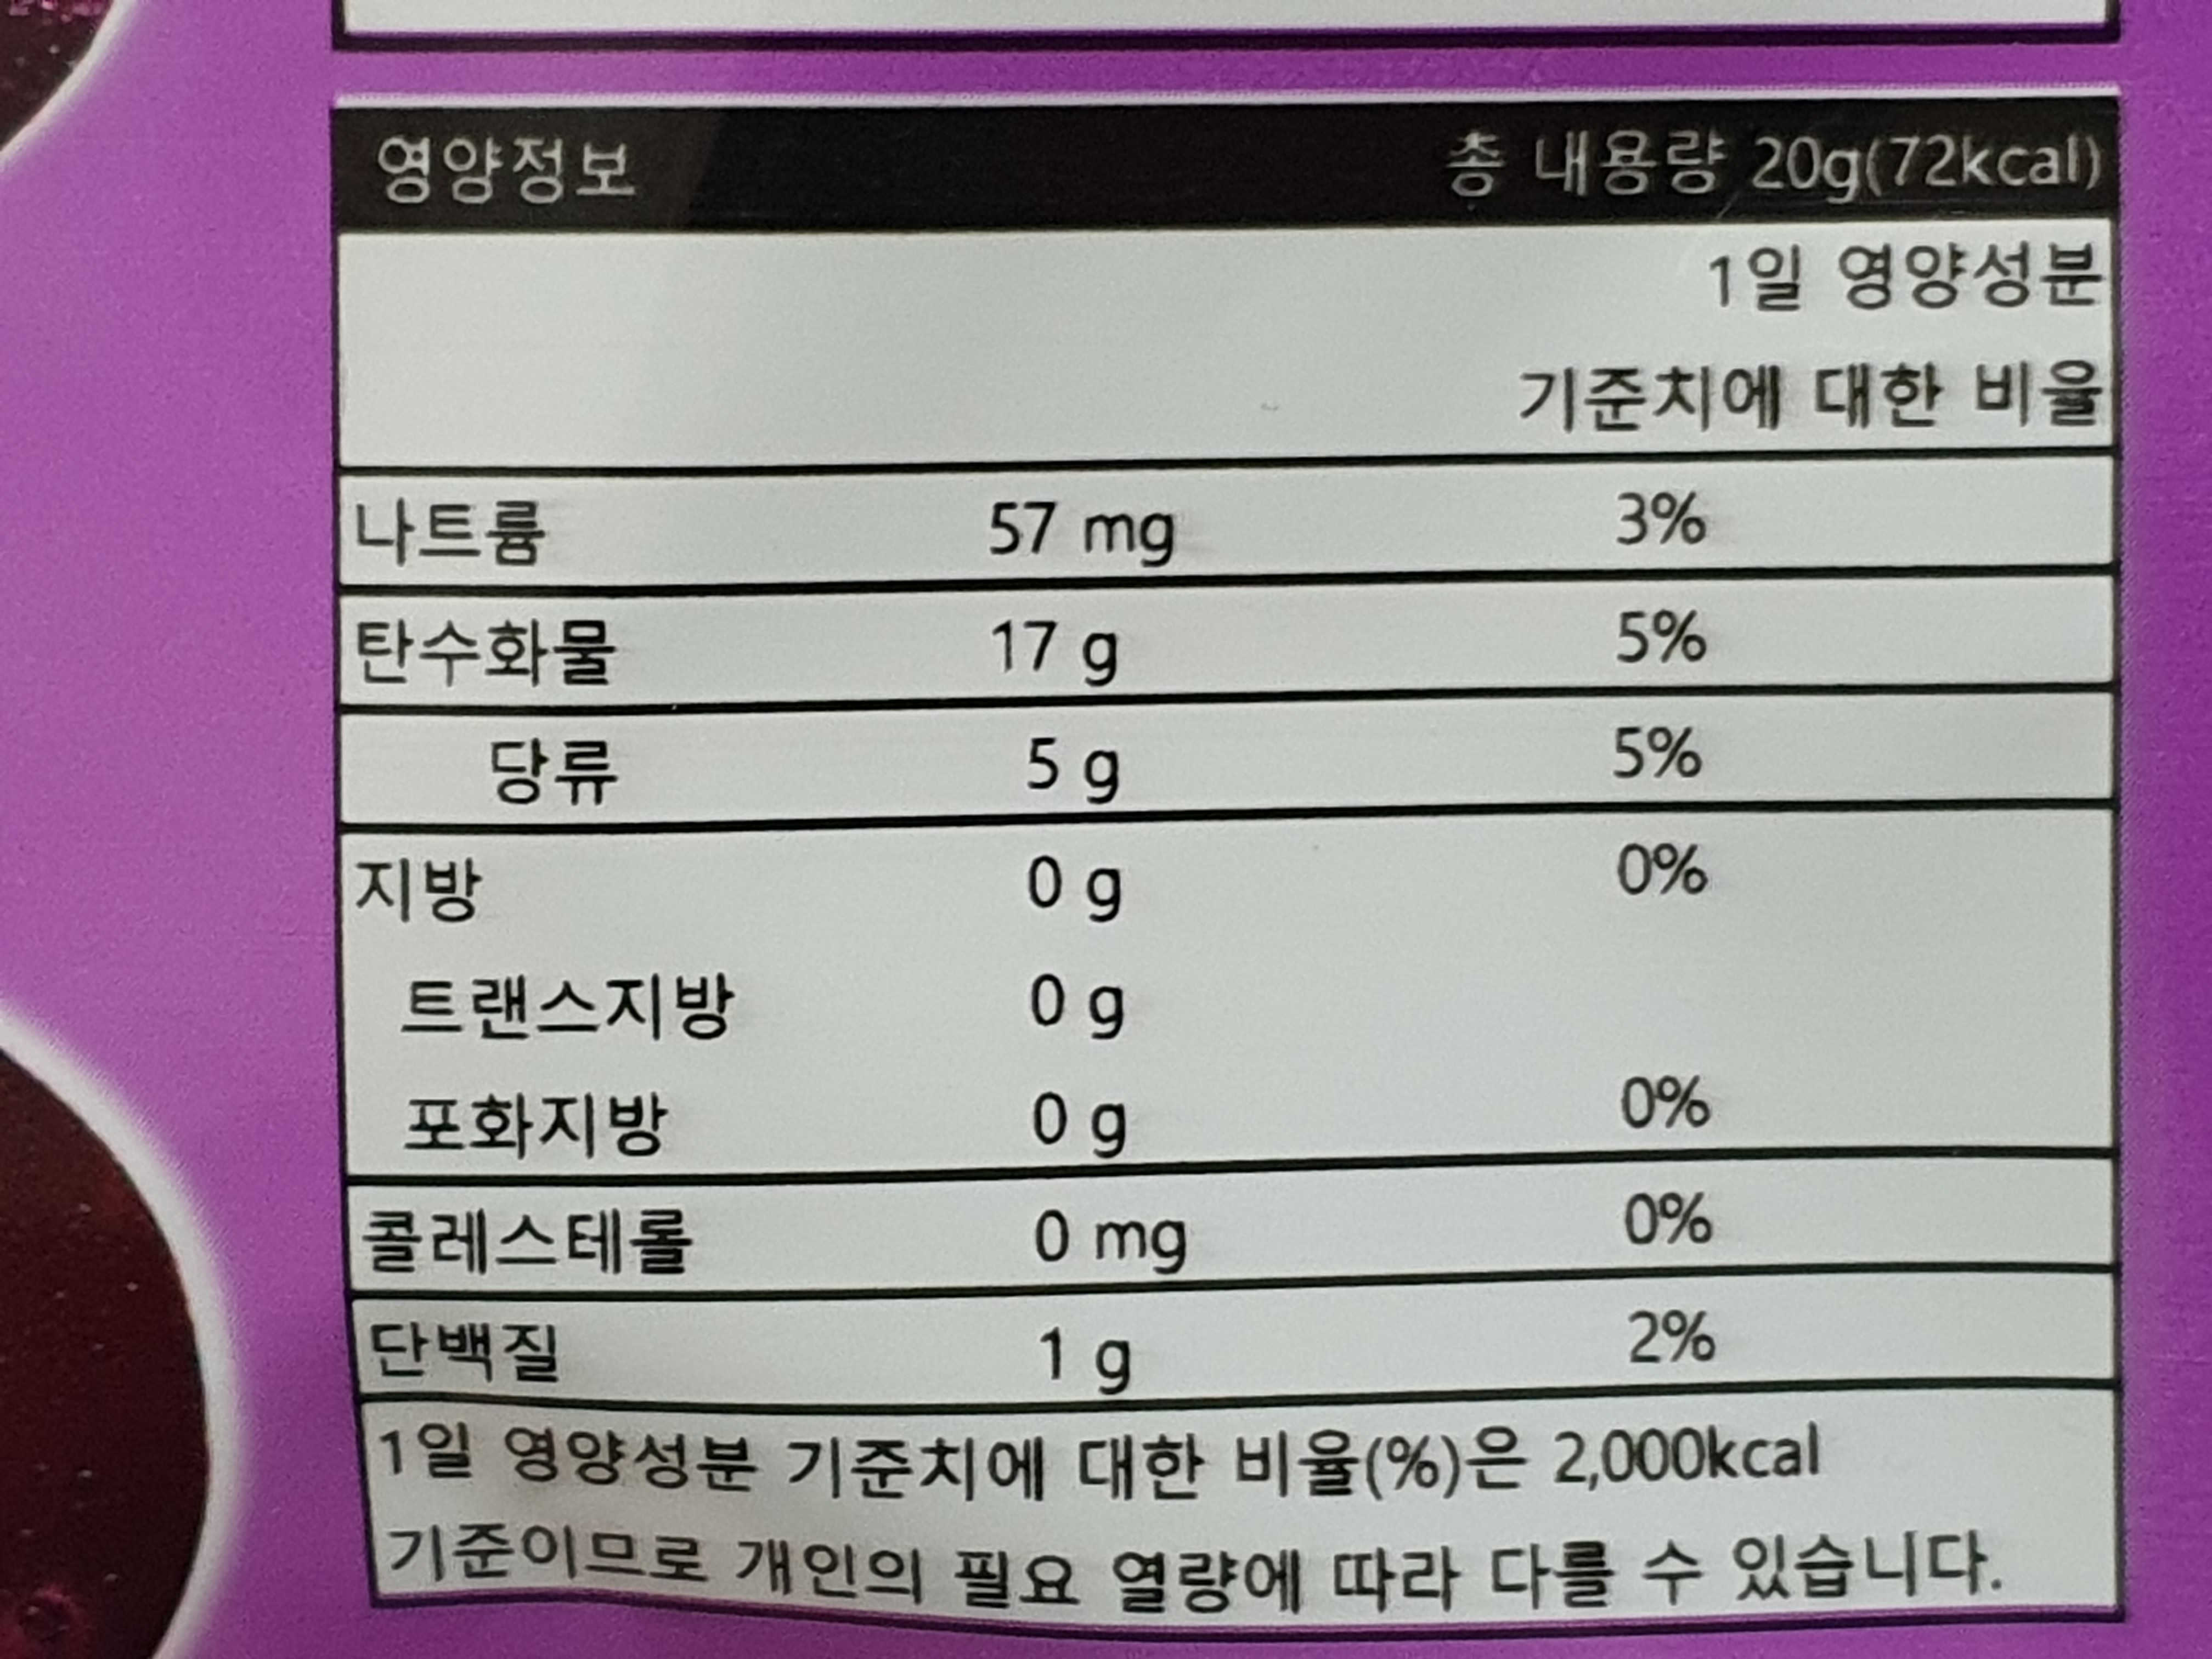 영양정보 총 내용량 20g(72kcal)
1일 영양성분
기준치에 대한 비율
나트륨 57 mg 3%
탄수화물 17 g 5%
당류 5 g 5%
지방 0 g 0%
트랜스지방 0 g
포화지방 0 g 0%
콜레스테롤 0 mg 0%
단백질 1 g 2%
1일 영양성분 기준치에 대한 비율(%)은 2,000kcal
기준이므로 개인의 필요 열량에 따라 다를 수 있습니다.